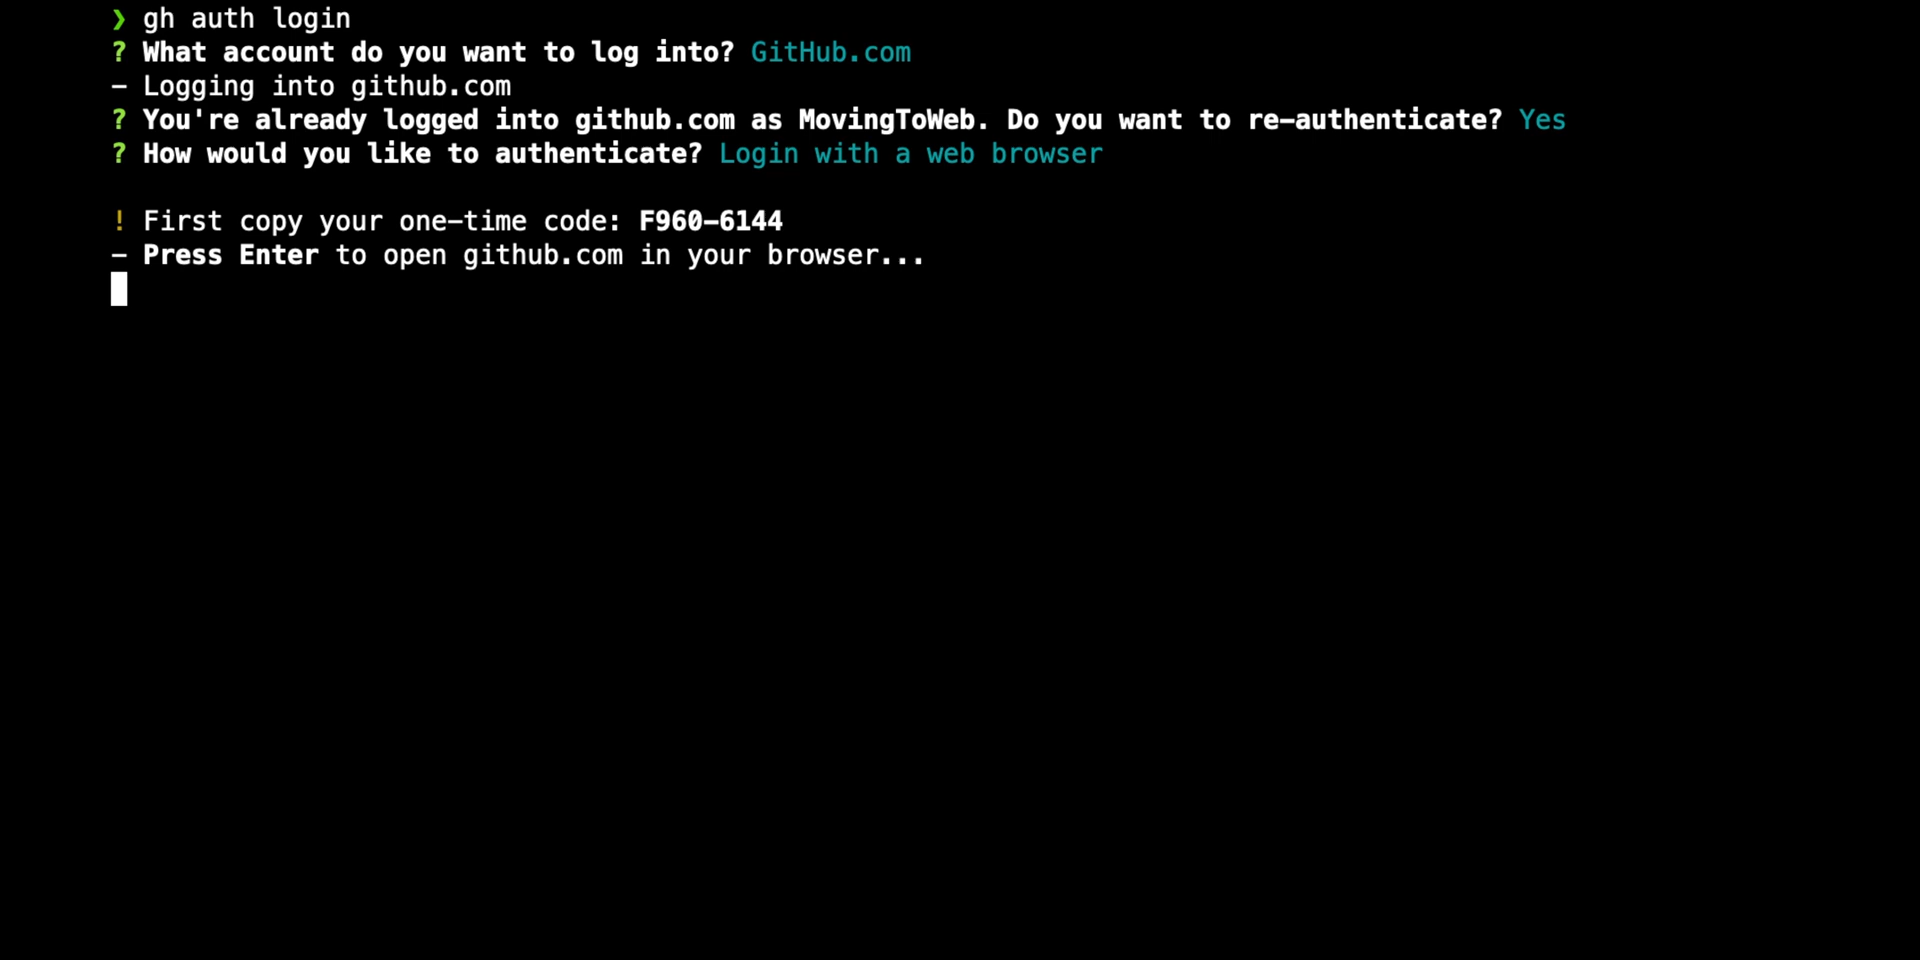 ❯ gh auth login
? What account do you want to log into? GitHub.com
- Logging into github.com
? You're already logged into github.com as MovingToWeb. Do you want to re-authenticate? Yes
? How would you like to authenticate? Login with a web browser
! First copy your one-time code: F960-6144
- Press Enter to open github.com in your browser...